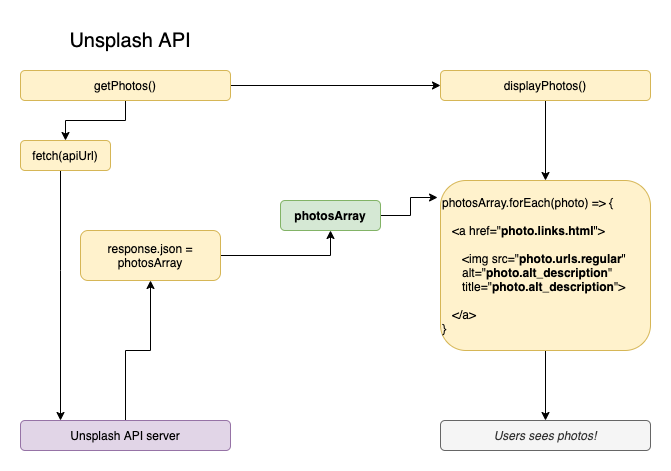 Unsplash API
getPhotos()
displayPhotos()
fetch(apiUrl)
photosArray
response.json =
photosArray
photosArray.forEach(photo) => {
<a href="photo.links.html">
<img src="photo.urls.regular"
alt="photo.alt_description"
title="photo.alt_description">
</a>
}
Unsplash API server
Users sees photos!